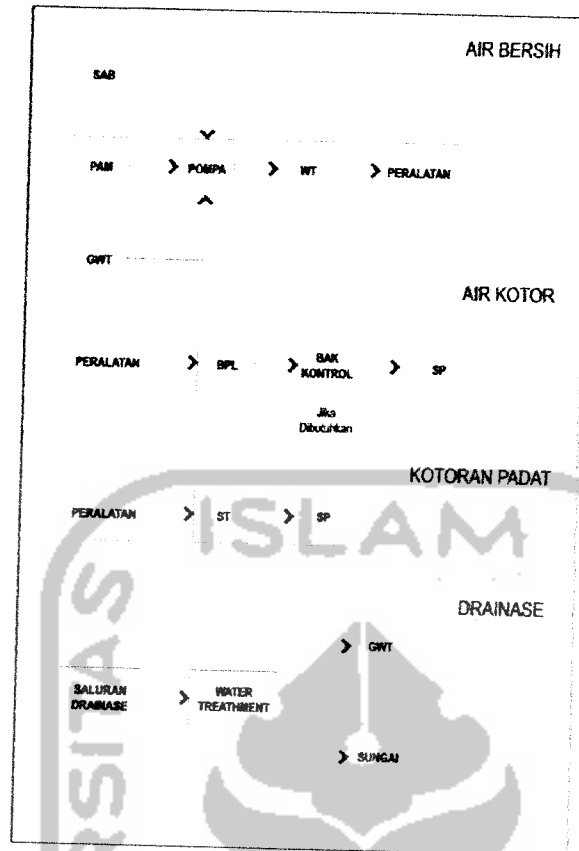 AIR BERSIH
SAB
PAM POMPA WT PERALATAN
GWT
AIR KOTOR
PERALATAN BPL BAK
KONTROL SP
Jika
Dibutuhkan
KOTORAN PADAT
PERALATAN ST SP
ISLAM
DRAINASE
GWT
SALURAN
DRAINASE
WATER
TREATHMENT
SUNGAI
RSITAS